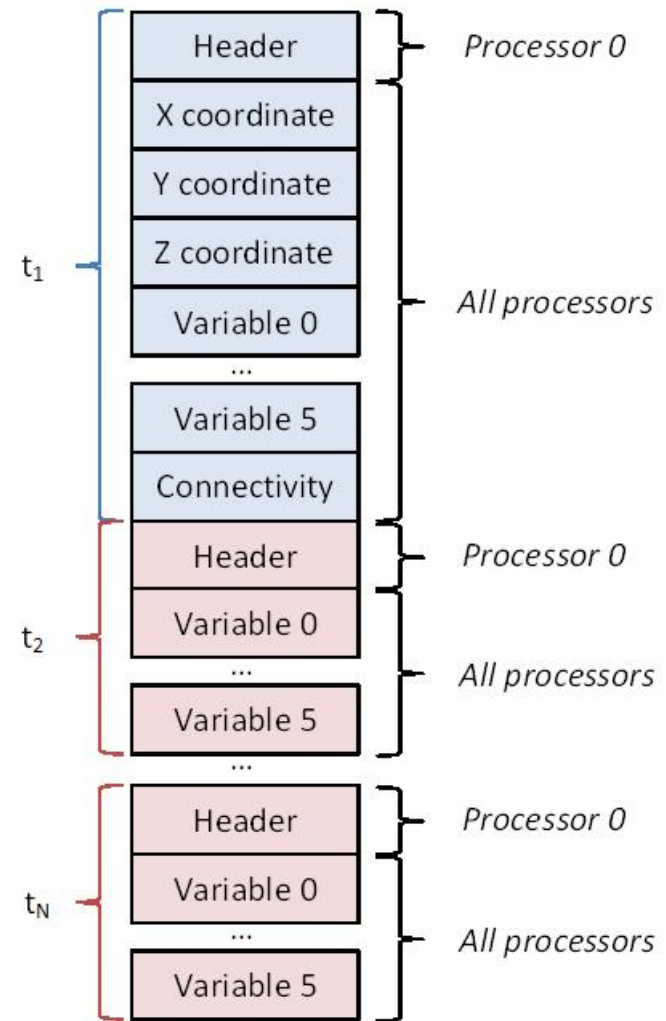 Header
Processor 0
X coordinate
Y coordinate
Z coordinate
t₁
All processors
Variable 0
...
Variable 5
Connectivity
Header
Processor 0
Variable 0
t₂
...
All processors
Variable 5
...
Header
Processor 0
Variable 0
tN
...
All processors
Variable 5